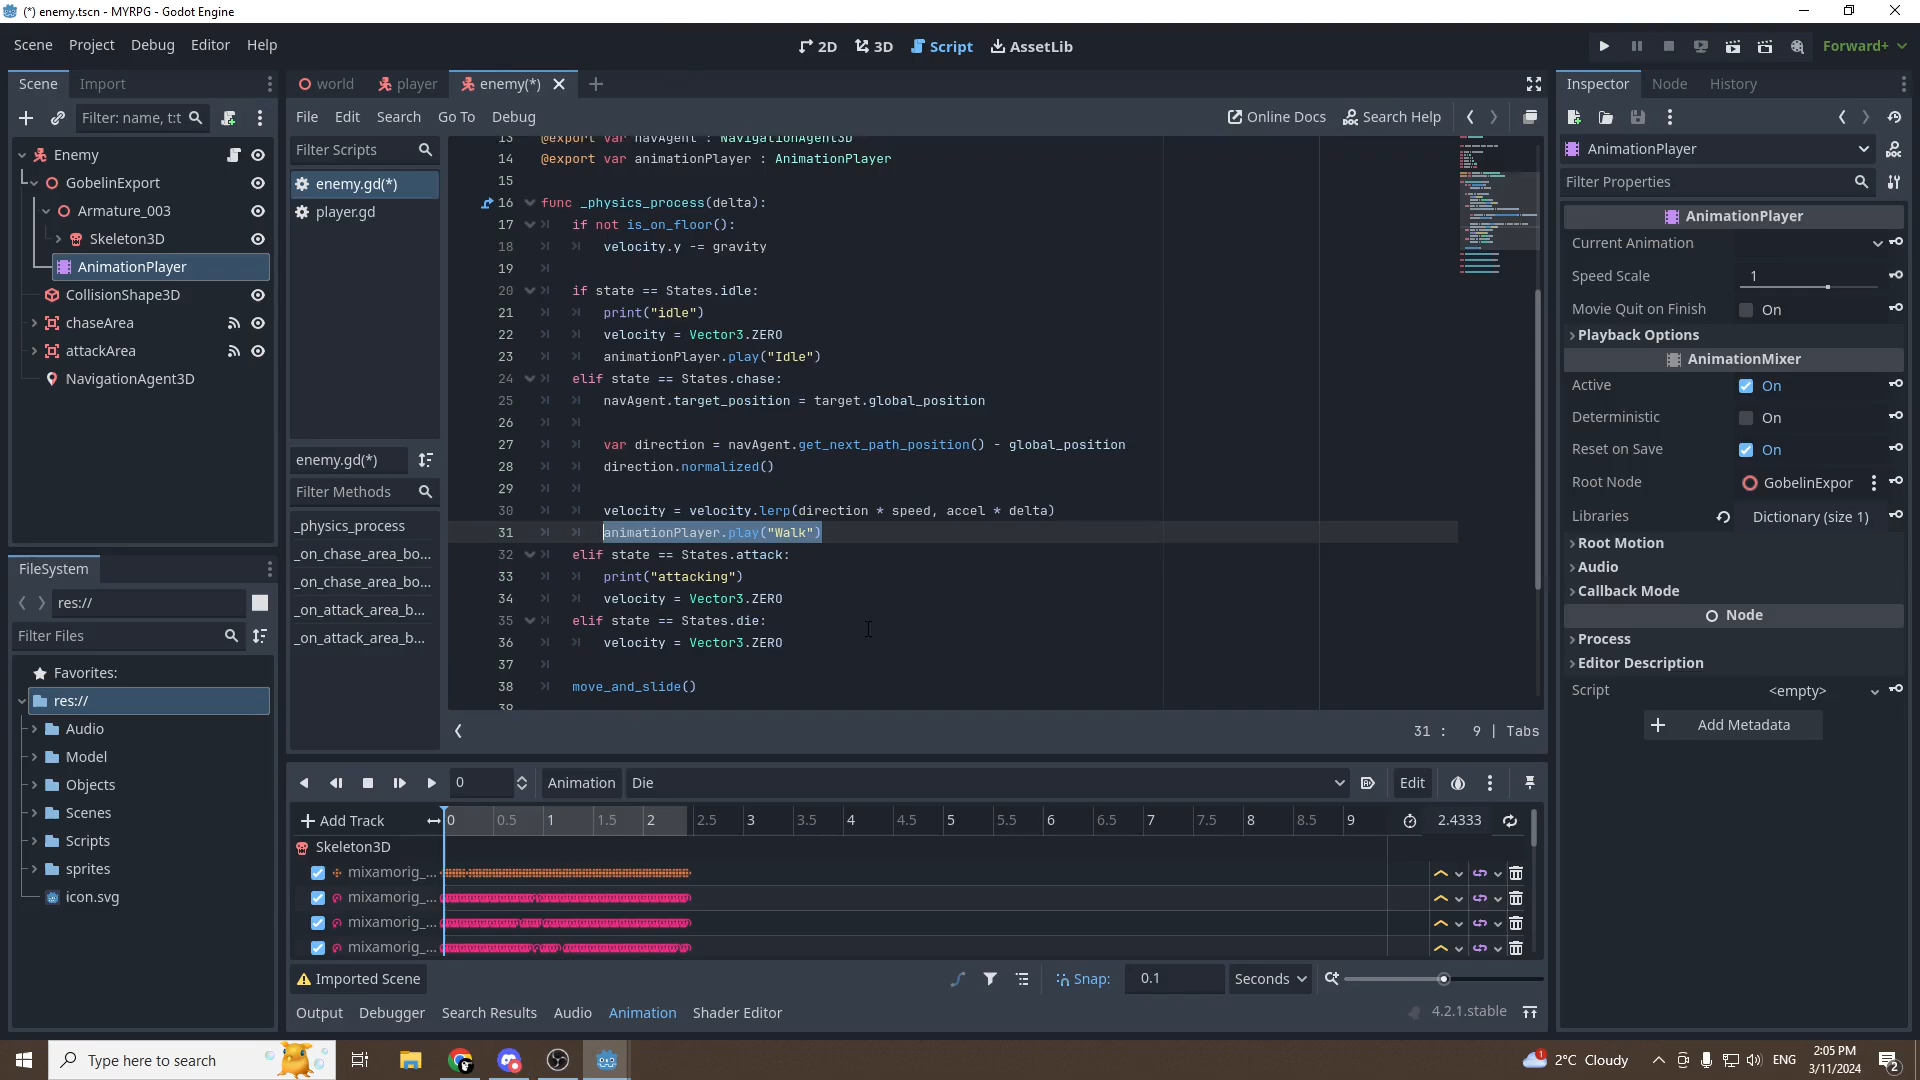 (*) enemy.tscn - MYRPG - Godot Engine
Scene Project Debug Editor Help
2D 3D Script AssetLib
Forward+
Scene Import
world player enemy(*)
Inspector Node History
Filter: name, t:t
File Edit Search Go To Debug
Online Docs Search Help
Enemy
GobelinExport
Armature_003
Skeleton3D
AnimationPlayer
CollisionShape3D
chaseArea
attackArea
NavigationAgent3D
Filter Scripts
enemy.gd(*)
player.gd
enemy.gd(*)
Filter Methods
_physics_process
_on_chase_area_bo...
_on_chase_area_bo...
_on_attack_area_b...
_on_attack_area_b...
13 @export var navAgent : NavigationAgent3D
14 @export var animationPlayer : AnimationPlayer
15
16 func _physics_process(delta):
17 if not is_on_floor():
18 velocity.y -= gravity
19
20 if state == States.idle:
21 print("idle")
22 velocity = Vector3.ZERO
23 animationPlayer.play("Idle")
24 elif state == States.chase:
25 navAgent.target_position = target.global_position
26
27 var direction = navAgent.get_next_path_position() - global_position
28 direction.normalized()
29
30 velocity = velocity.lerp(direction * speed, accel * delta)
31 animationPlayer.play("Walk")
32 elif state == States.attack:
33 print("attacking")
34 velocity = Vector3.ZERO
35 elif state == States.die:
36 velocity = Vector3.ZERO
37
38 move_and_slide()
39
31 : 9 | Tabs
AnimationPlayer
Filter Properties
AnimationPlayer
Current Animation
Speed Scale 1
Movie Quit on Finish On
Playback Options
AnimationMixer
Active On
Deterministic On
Reset on Save On
Root Node GobelinExpor
Libraries Dictionary (size 1)
Root Motion
Audio
Callback Mode
Node
Process
Editor Description
Script <empty>
Add Metadata
FileSystem
res://
Filter Files
Favorites:
res://
Audio
Model
Objects
Scenes
Scripts
sprites
icon.svg
0 Animation Die Edit
Add Track 0 0.5 1 1.5 2 2.5 3 3.5 4 4.5 5 5.5 6 6.5 7 7.5 8 8.5 9 2.4333
Skeleton3D
mixamorig_...
mixamorig_...
mixamorig_...
mixamorig_...
Imported Scene Snap: 0.1 Seconds
Output Debugger Search Results Audio Animation Shader Editor 4.2.1.stable
Type here to search
1 2°C Cloudy ENG 2:05 PM
3/11/2024 2